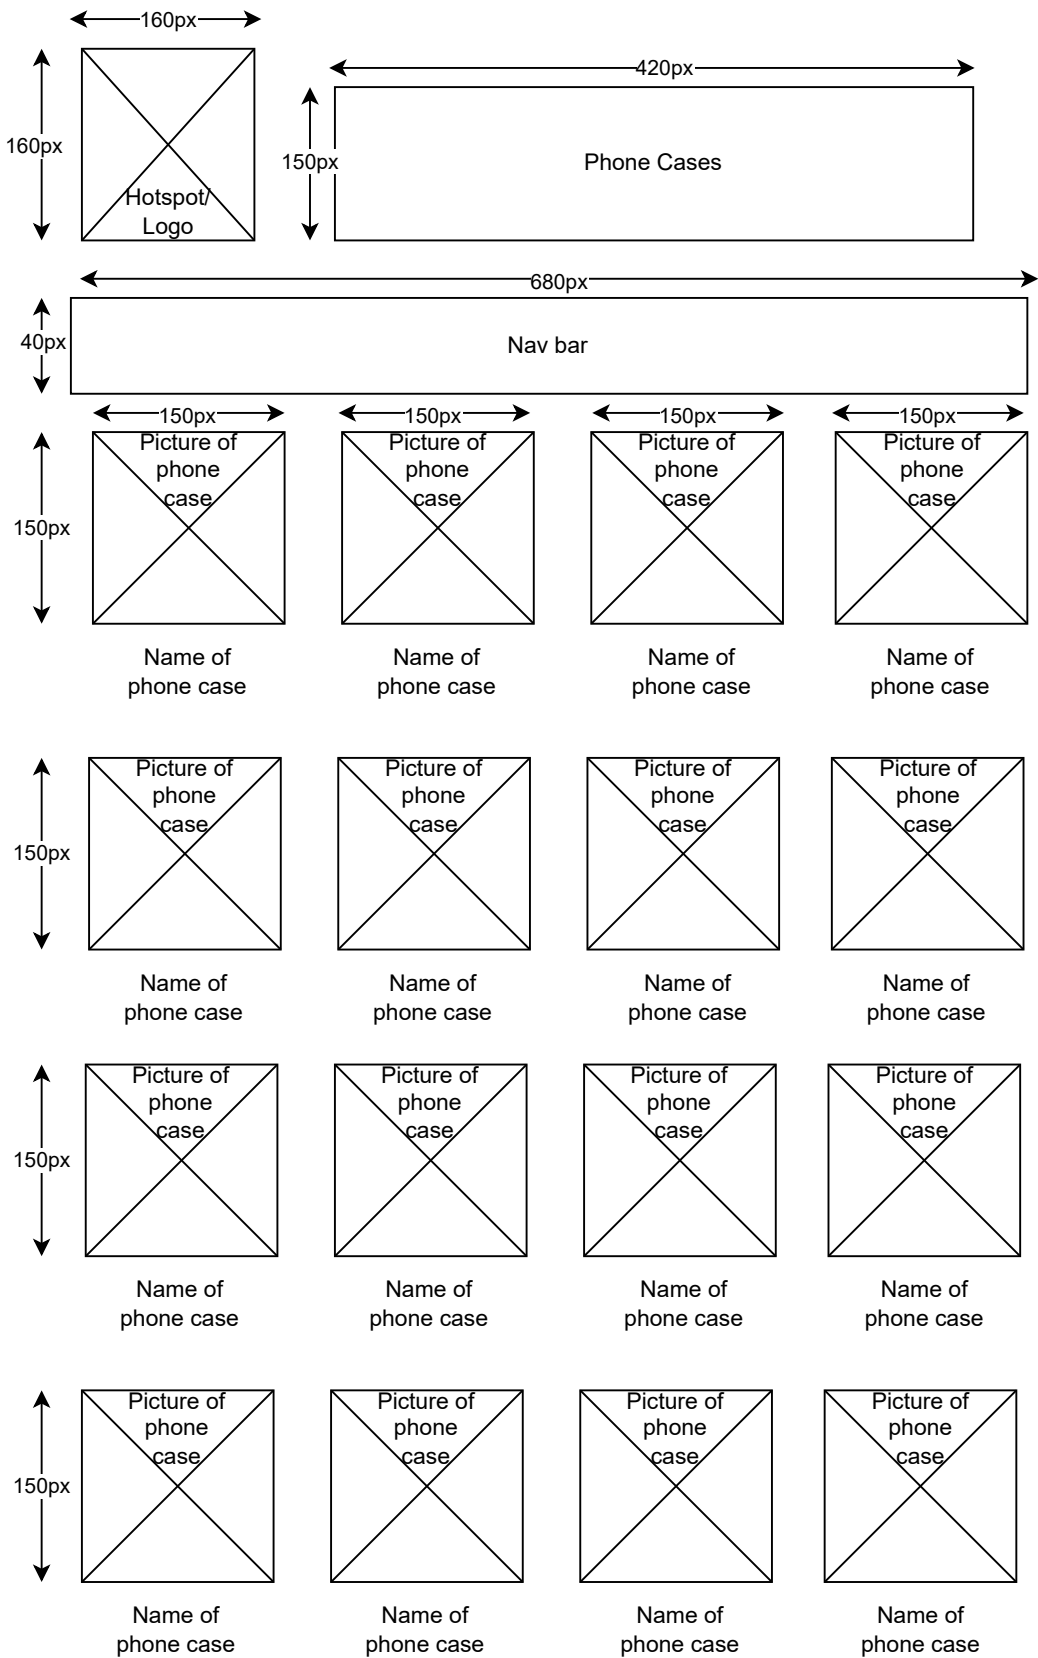 160px
420px
160px
150px
Phone Cases
Hotspot/
Logo
680px
40px
Nav bar
150px
150px
150px
150px
Picture of
phone
case
Picture of
phone
case
Picture of
phone
case
Picture of
phone
case
150px
Name of
phone case
Name of
phone case
Name of
phone case
Name of
phone case
Picture of
phone
case
Picture of
phone
case
Picture of
phone
case
Picture of
phone
case
150px
Name of
phone case
Name of
phone case
Name of
phone case
Name of
phone case
Picture of
phone
case
Picture of
phone
case
Picture of
phone
case
Picture of
phone
case
150px
Name of
phone case
Name of
phone case
Name of
phone case
Name of
phone case
Picture of
phone
case
Picture of
phone
case
Picture of
phone
case
Picture of
phone
case
150px
Name of
phone case
Name of
phone case
Name of
phone case
Name of
phone case